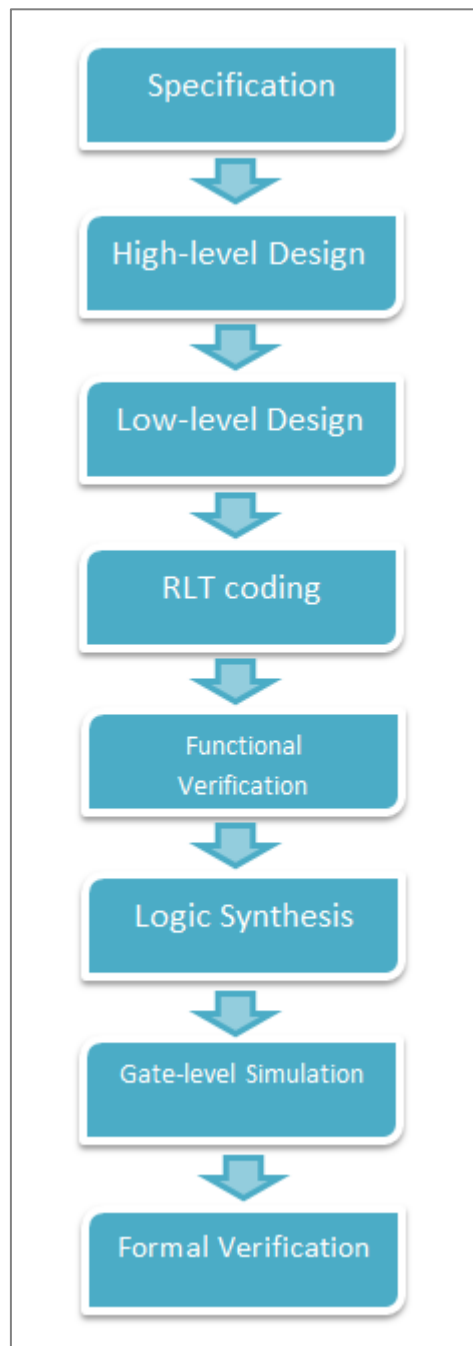 Specification
High-level Design
Low-level Design
RLT coding
Functional
Verification
Logic Synthesis
Gate-level Simulation
Formal Verification